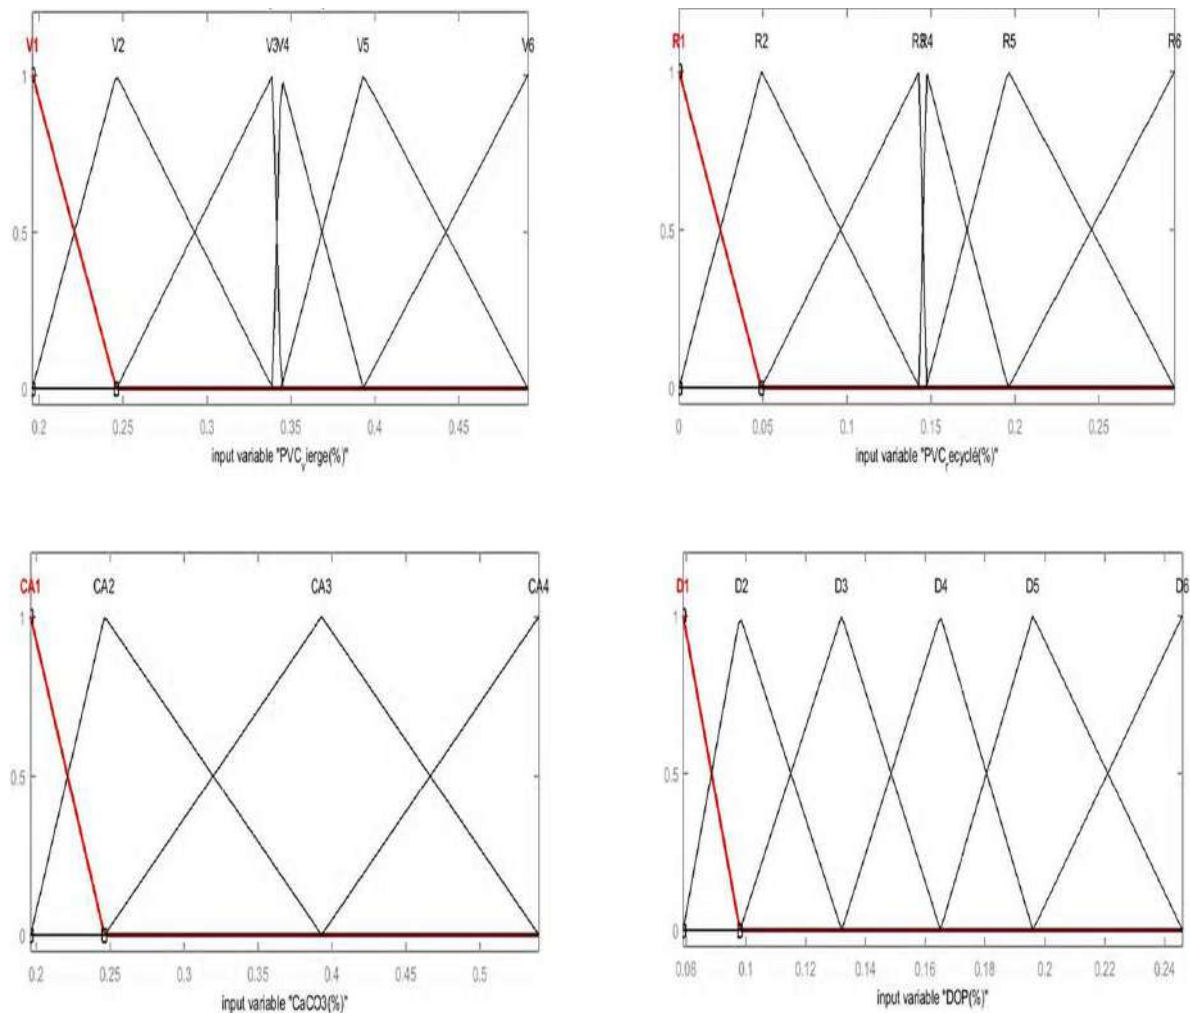 V1 V2 V3 V4 V5 V6
1
0.5
0
0.2 0.25 0.3 0.35 0.4 0.45
input variable "PVC_vierge(%)"
R1 R2 R3 R4 R5 R6
1
0.5
0
0 0.05 0.1 0.15 0.2 0.25
input variable "PVC_recyclé(%)"
CA1 CA2 CA3 CA4
1
0.5
0
0.2 0.25 0.3 0.35 0.4 0.45 0.5
input variable "CaCO3(%)"
D1 D2 D3 D4 D5 D6
1
0.5
0
0.08 0.1 0.12 0.14 0.16 0.18 0.2 0.22 0.24
input variable "DOP(%)"